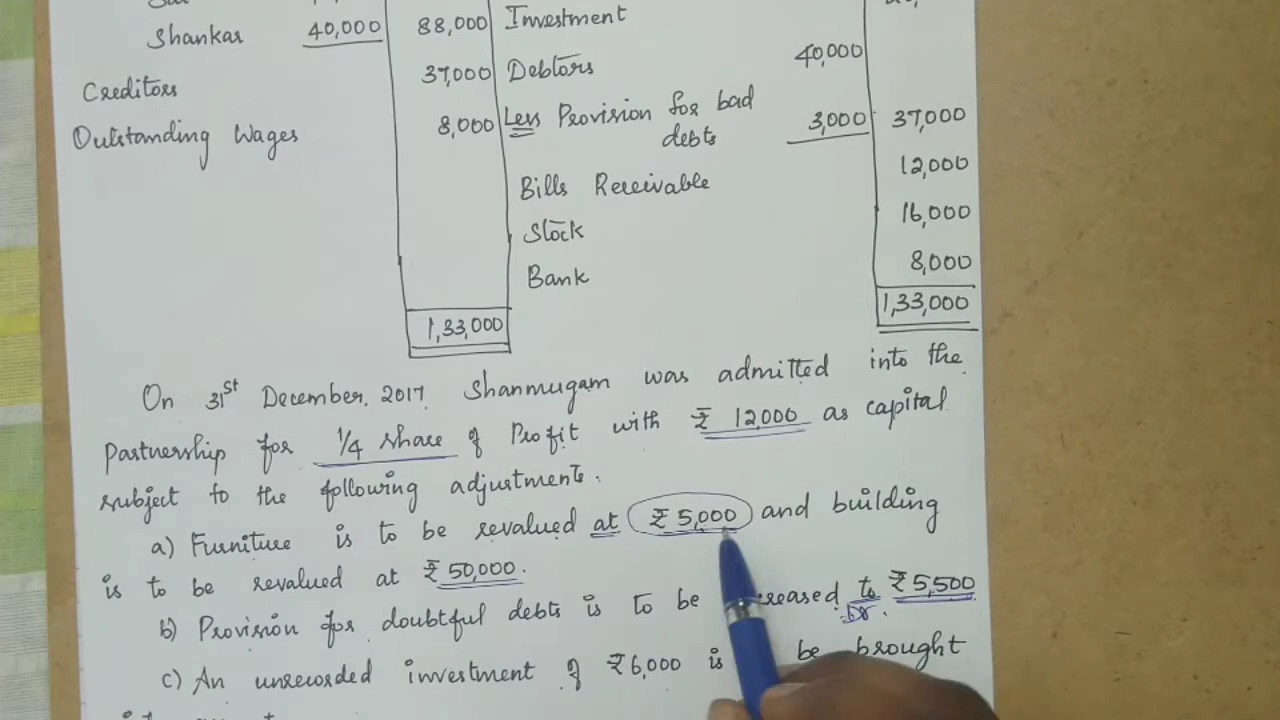 Shankar 40,000 88,000 Investment
Creditors 37,000 Debtors 40,000
Outstanding Wages 8,000 Less Provision for bad debts 3,000 37,000
Bills Receivable 12,000
Stock 16,000
Bank 8,000
1,33,000 1,33,000
On 31st December. 2017. Shanmugam was admitted into the
Partnership for 1/4 share of Profit with ₹ 12,000 as capital
subject to the following adjustments.
a) Furniture is to be revalued at ₹ 5,000 and building
is to be revalued at ₹ 50,000.
b) Provision for doubtful debts is to be to ₹ 5,500
c) An unrecorded investment of ₹6,000 is be brought